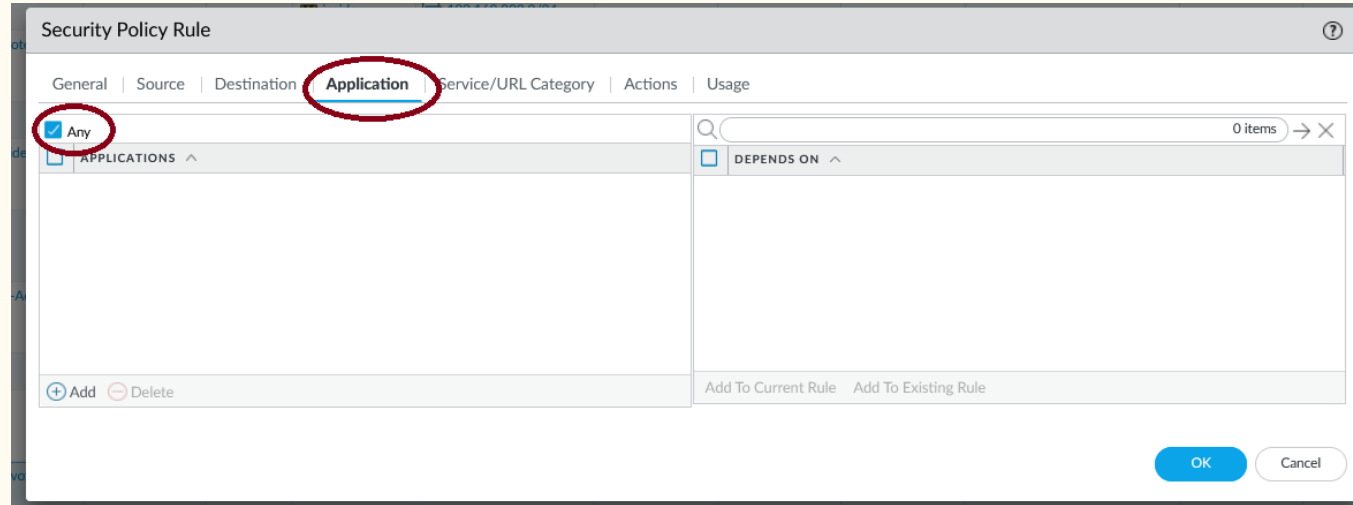 Security Policy Rule
General | Source | Destination | Application | Service/URL Category | Actions | Usage
Any
0 items
APPLICATIONS
DEPENDS ON
Add Delete
Add To Current Rule Add To Existing Rule
OK Cancel